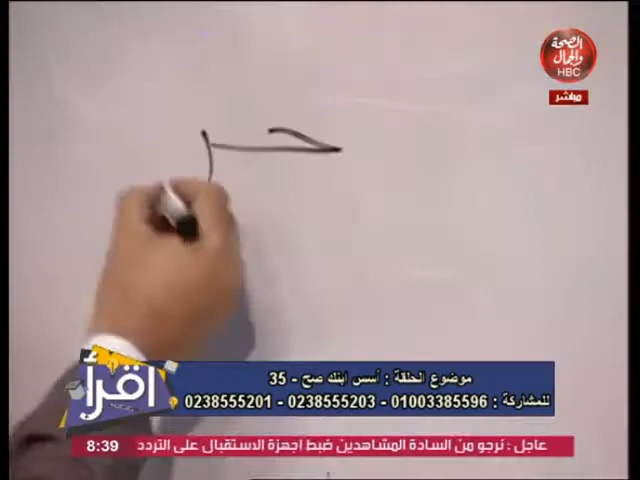 الصحة
والجمال
HBC
مباشر
اقرأ
موضوع الحلقة : أسس ابنك صح - 35
للمشاركة : 01003385596 - 0238555203 - 0238555201
عاجل : نرجو من السادة المشاهدين ضبط اجهزة الاستقبال على التردد
8:39